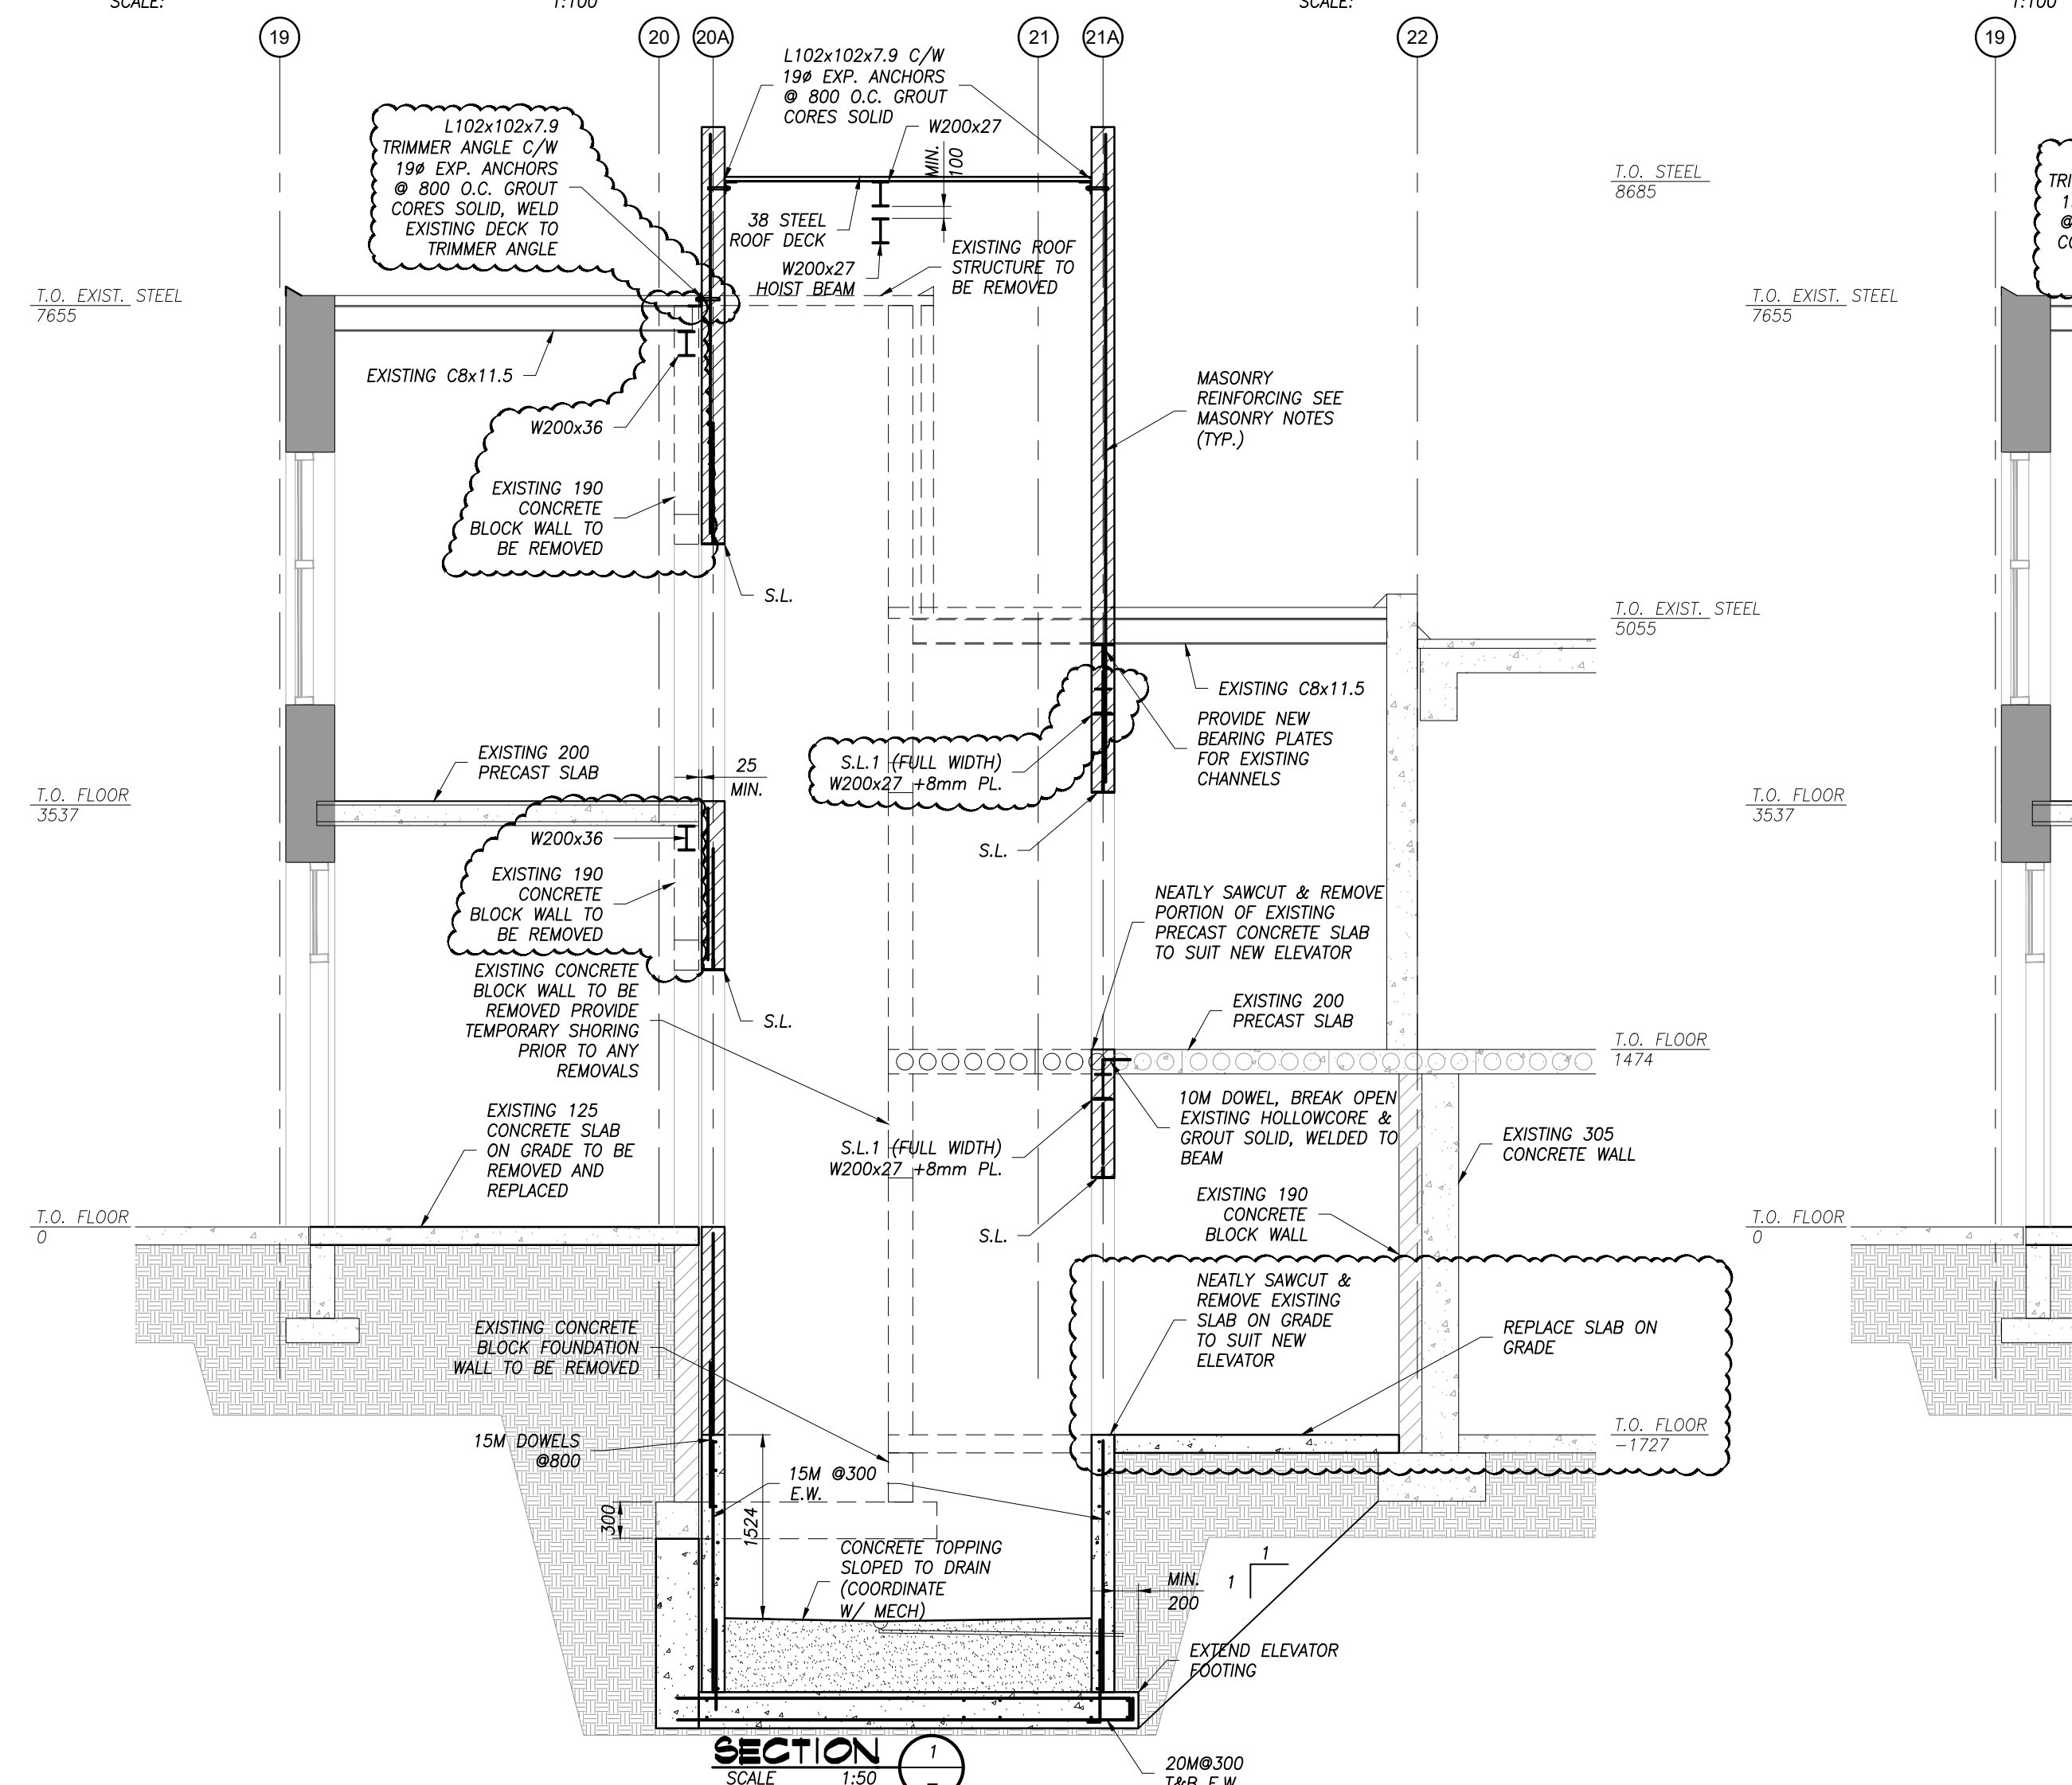 SCALE:
1:100
SCALE:
1:100
19
20
20A
21
21A
22
19
L102x102x7.9 C/W
19ø EXP. ANCHORS
@ 800 O.C. GROUT
CORES SOLID
W200x27
MIN.
100
L102x102x7.9
TRIMMER ANGLE C/W
19ø EXP. ANCHORS
@ 800 O.C. GROUT
CORES SOLID, WELD
EXISTING DECK TO
TRIMMER ANGLE
38 STEEL
ROOF DECK
W200x27
HOIST BEAM
EXISTING ROOF
STRUCTURE TO
BE REMOVED
T.O. STEEL
8685
T.O. EXIST. STEEL
7655
T.O. EXIST. STEEL
7655
EXISTING C8x11.5
W200x36
MASONRY
REINFORCING SEE
MASONRY NOTES
(TYP.)
EXISTING 190
CONCRETE
BLOCK WALL TO
BE REMOVED
S.L.
T.O. EXIST. STEEL
5055
EXISTING C8x11.5
PROVIDE NEW
BEARING PLATES
FOR EXISTING
CHANNELS
S.L.1 (FULL WIDTH)
W200x27 +8mm PL.
EXISTING 200
PRECAST SLAB
25
MIN.
T.O. FLOOR
3537
T.O. FLOOR
3537
W200x36
S.L.
EXISTING 190
CONCRETE
BLOCK WALL TO
BE REMOVED
NEATLY SAWCUT & REMOVE
PORTION OF EXISTING
PRECAST CONCRETE SLAB
TO SUIT NEW ELEVATOR
EXISTING CONCRETE
BLOCK WALL TO BE
REMOVED PROVIDE
TEMPORARY SHORING
PRIOR TO ANY
REMOVALS
S.L.
EXISTING 200
PRECAST SLAB
T.O. FLOOR
1474
EXISTING 125
CONCRETE SLAB
ON GRADE TO BE
REMOVED AND
REPLACED
10M DOWEL, BREAK OPEN
EXISTING HOLLOWCORE &
GROUT SOLID, WELDED TO
BEAM
S.L.1 (FULL WIDTH)
W200x27 +8mm PL.
EXISTING 305
CONCRETE WALL
EXISTING 190
CONCRETE
BLOCK WALL
S.L.
T.O. FLOOR
0
T.O. FLOOR
0
NEATLY SAWCUT &
REMOVE EXISTING
SLAB ON GRADE
TO SUIT NEW
ELEVATOR
REPLACE SLAB ON
GRADE
EXISTING CONCRETE
BLOCK FOUNDATION
WALL TO BE REMOVED
T.O. FLOOR
-1727
15M DOWELS
@800
15M @300
E.W.
300
1524
CONCRETE TOPPING
SLOPED TO DRAIN
(COORDINATE
W/ MECH)
1
1
MIN.
200
EXTEND ELEVATOR
FOOTING
SECTION
SCALE 1:50
1
20M@300
T&B E.W.